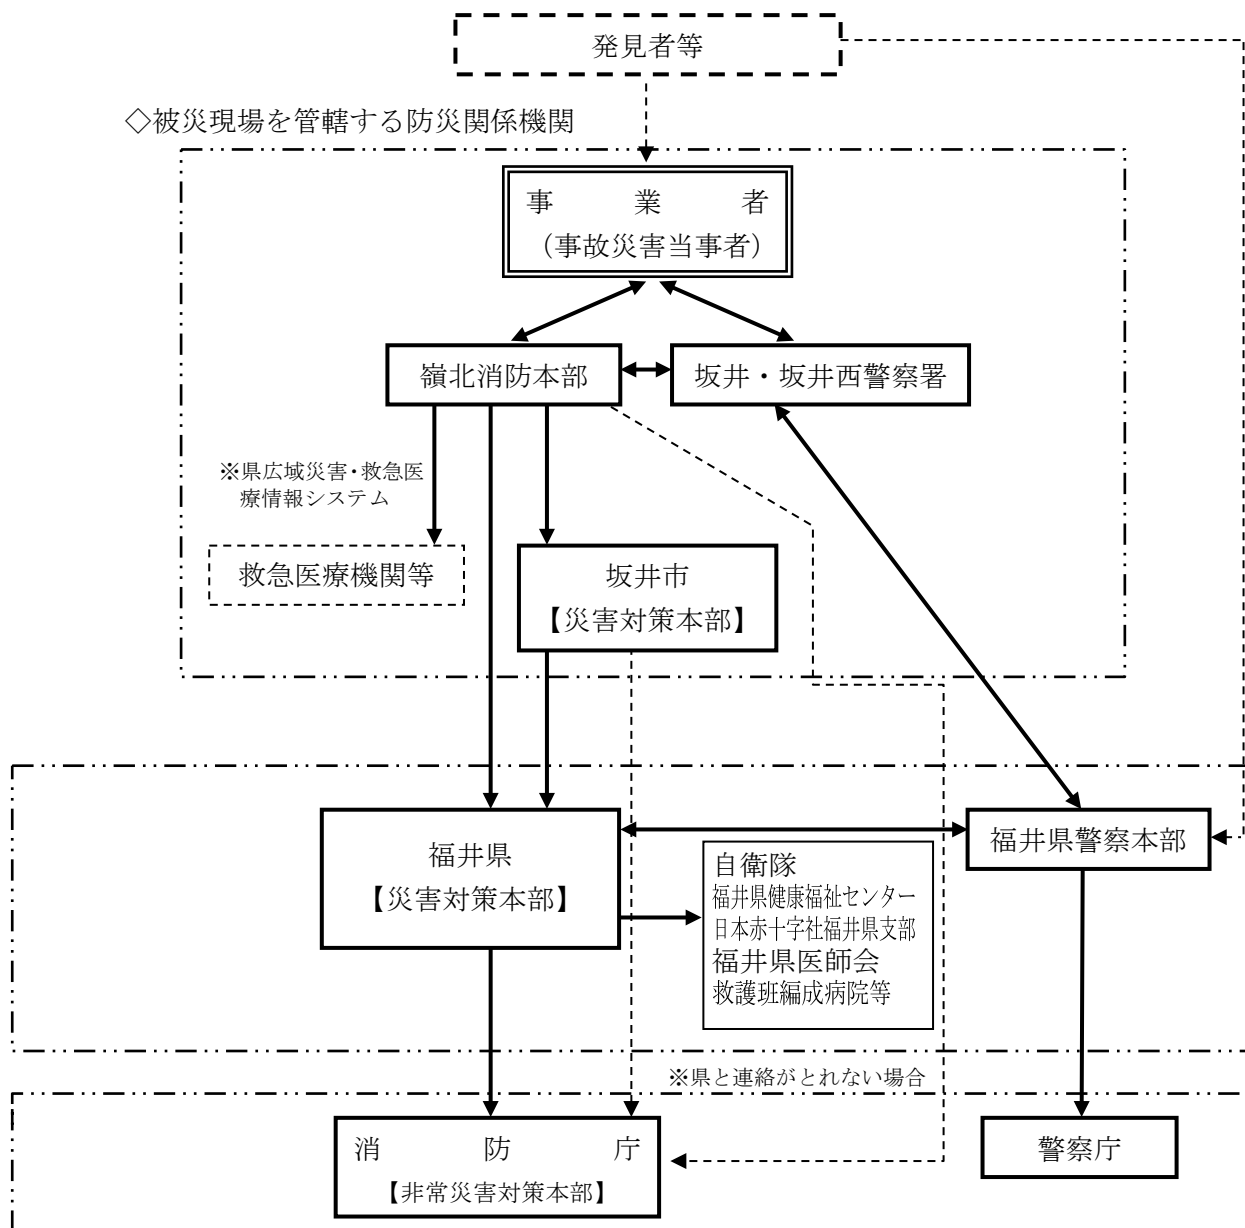 発見者等
◇被災現場を管轄する防災関係機関
事業者
（事故災害当事者）
嶺北消防本部
坂井・坂井西警察署
※県広域災害・救急医
療情報システム
救急医療機関等
坂井市
【災害対策本部】
福井県
【災害対策本部】
福井県警察本部
自衛隊
福井県健康福祉センター
日本赤十字社福井県支部
福井県医師会
救護班編成病院等
※県と連絡がとれない場合
消防庁
【非常災害対策本部】
警察庁